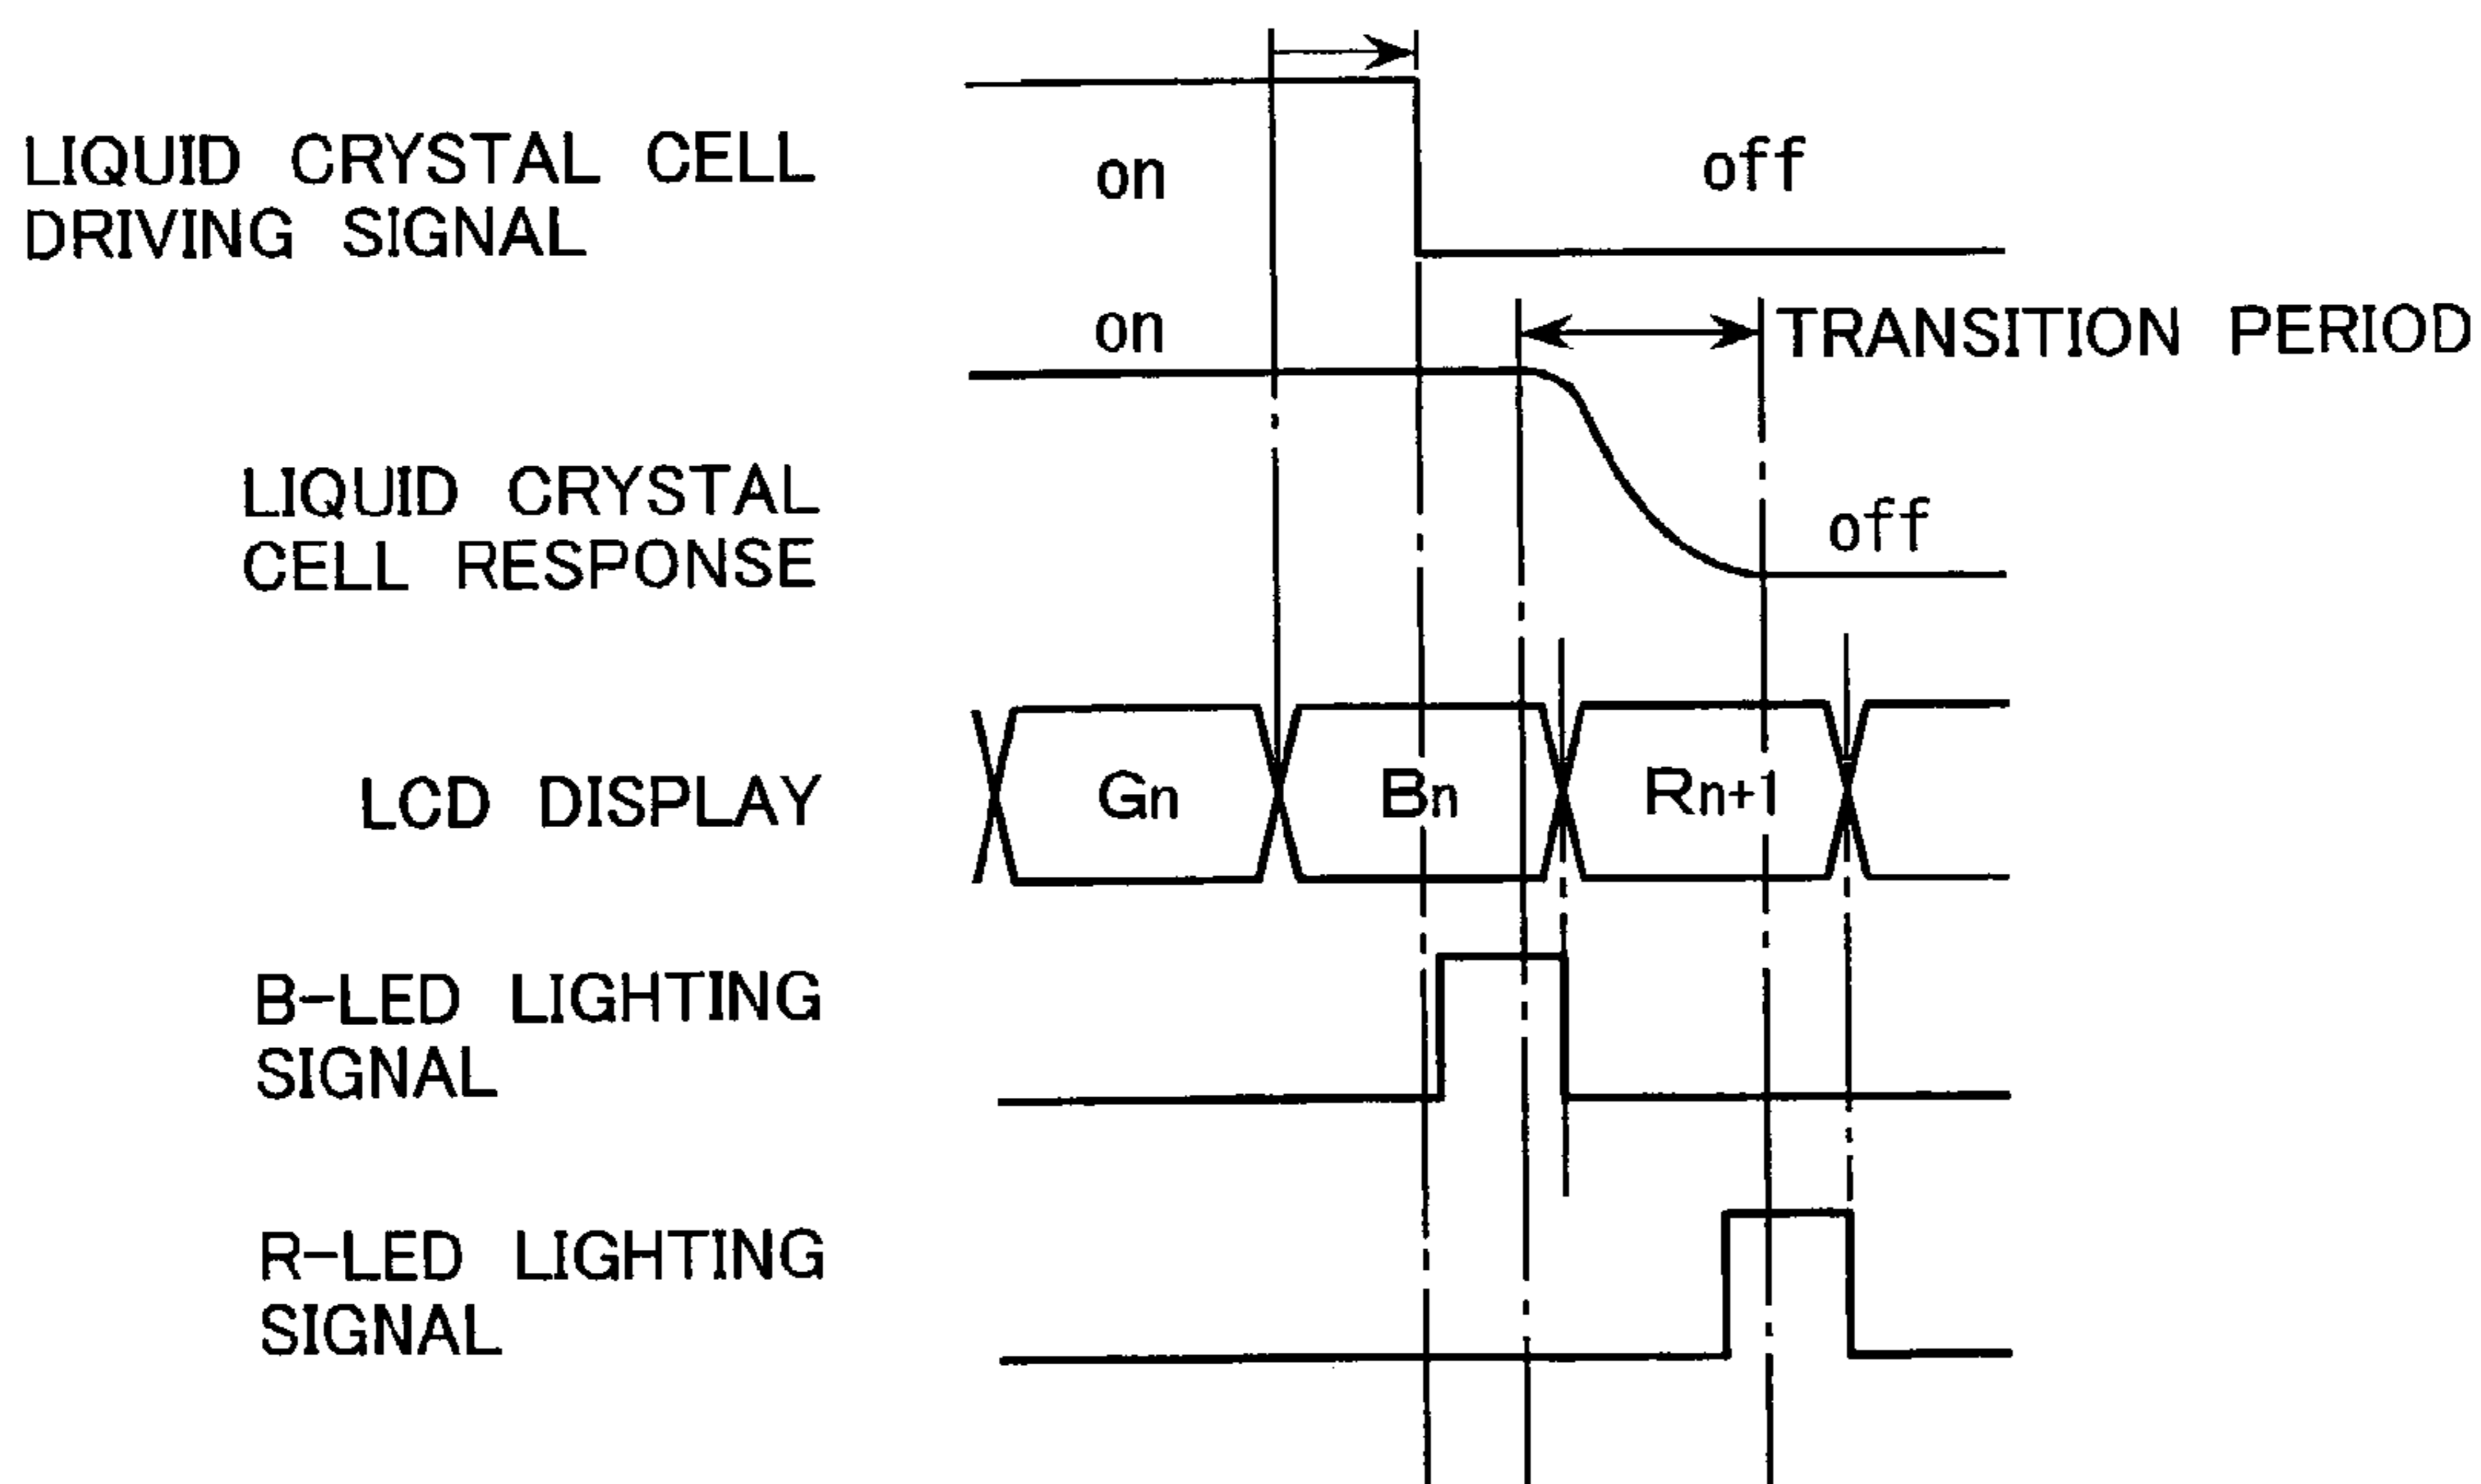 LIQUID CRYSTAL CELL
DRIVING SIGNAL
on
off
on
TRANSITION PERIOD
LIQUID CRYSTAL
CELL RESPONSE
off
LCD DISPLAY
Gn
Bn
Rn+1
B-LED LIGHTING
SIGNAL
R-LED LIGHTING
SIGNAL